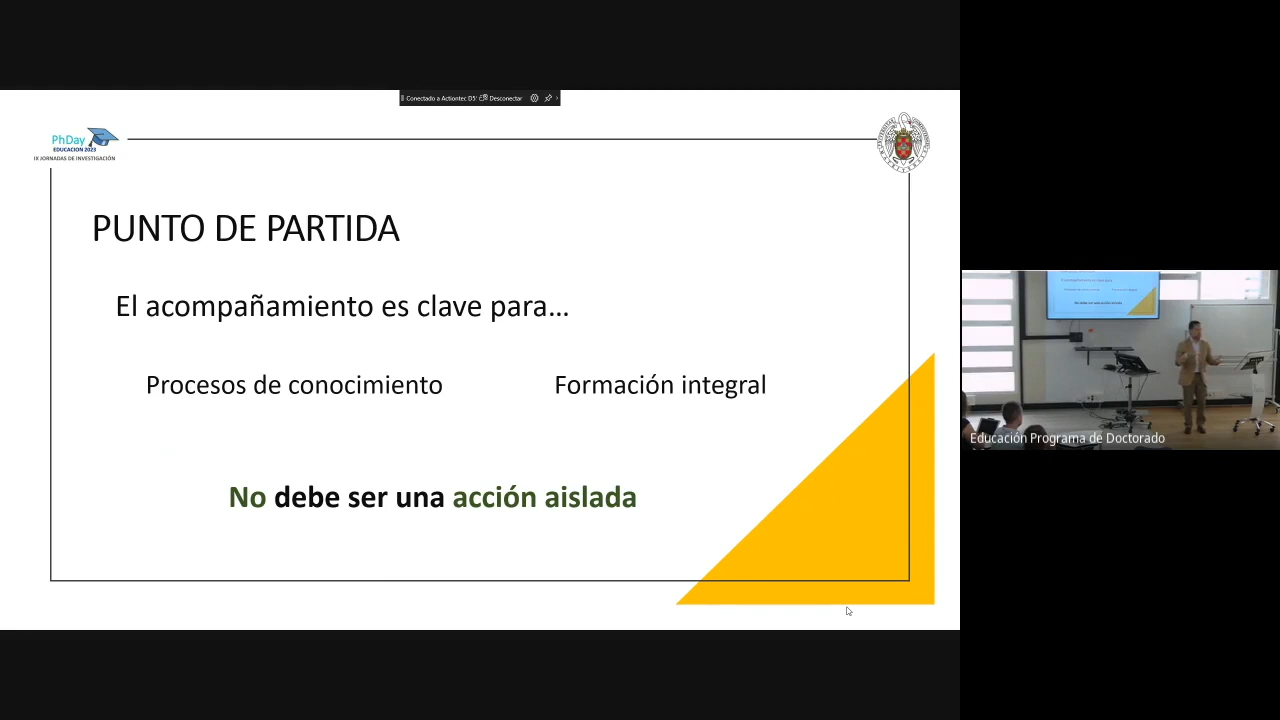 Conectado a Actiontec D5
Desconectar
PhDay
EDUCACION 2023
IX JORNADAS DE INVESTIGACIÓN
PUNTO DE PARTIDA
El acompañamiento es clave para...
Procesos de conocimiento
Formación integral
No debe ser una acción aislada
Educación Programa de Doctorado